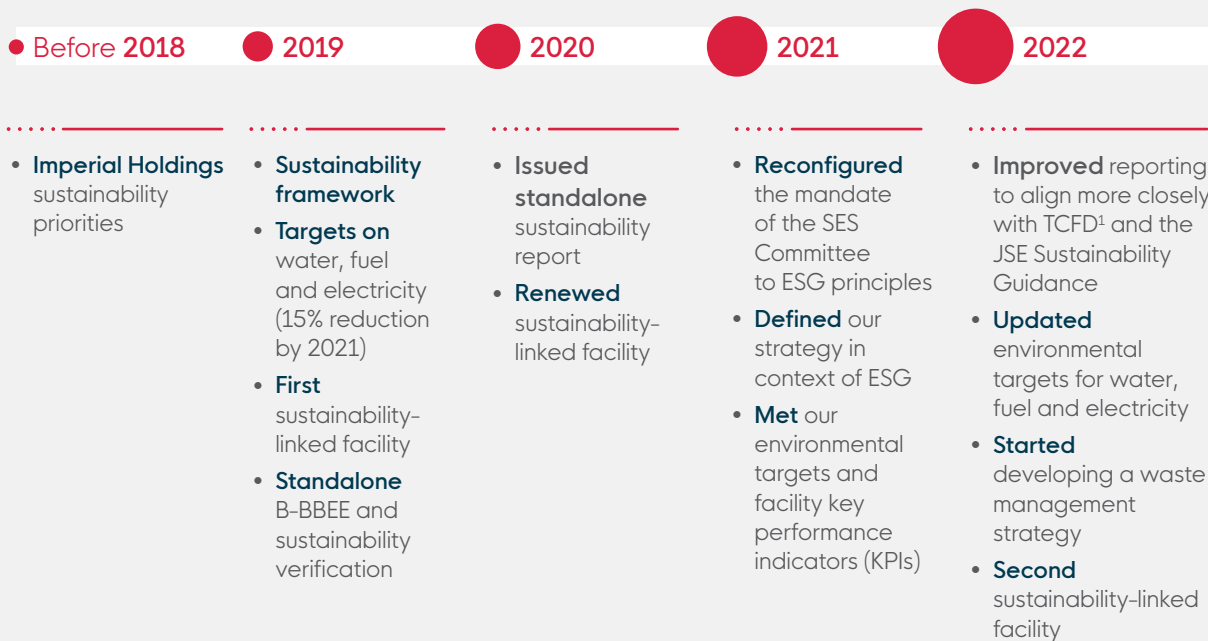 Before 2018
2019
2020
2021
2022
• Imperial Holdings
sustainability
priorities
• Sustainability
framework
• Targets on
water, fuel
and electricity
(15% reduction
by 2021)
• First
sustainability-
linked facility
• Standalone
B-BBEE and
sustainability
verification
• Issued
standalone
sustainability
report
• Renewed
sustainability-
linked facility
• Reconfigured
the mandate
of the SES
Committee
to ESG principles
• Defined our
strategy in
context of ESG
• Met our
environmental
targets and
facility key
performance
indicators (KPIs)
• Improved reporting
to align more closely
with TCFD¹ and the
JSE Sustainability
Guidance
• Updated
environmental
targets for water,
fuel and electricity
• Started
developing a waste
management
strategy
• Second
sustainability-linked
facility